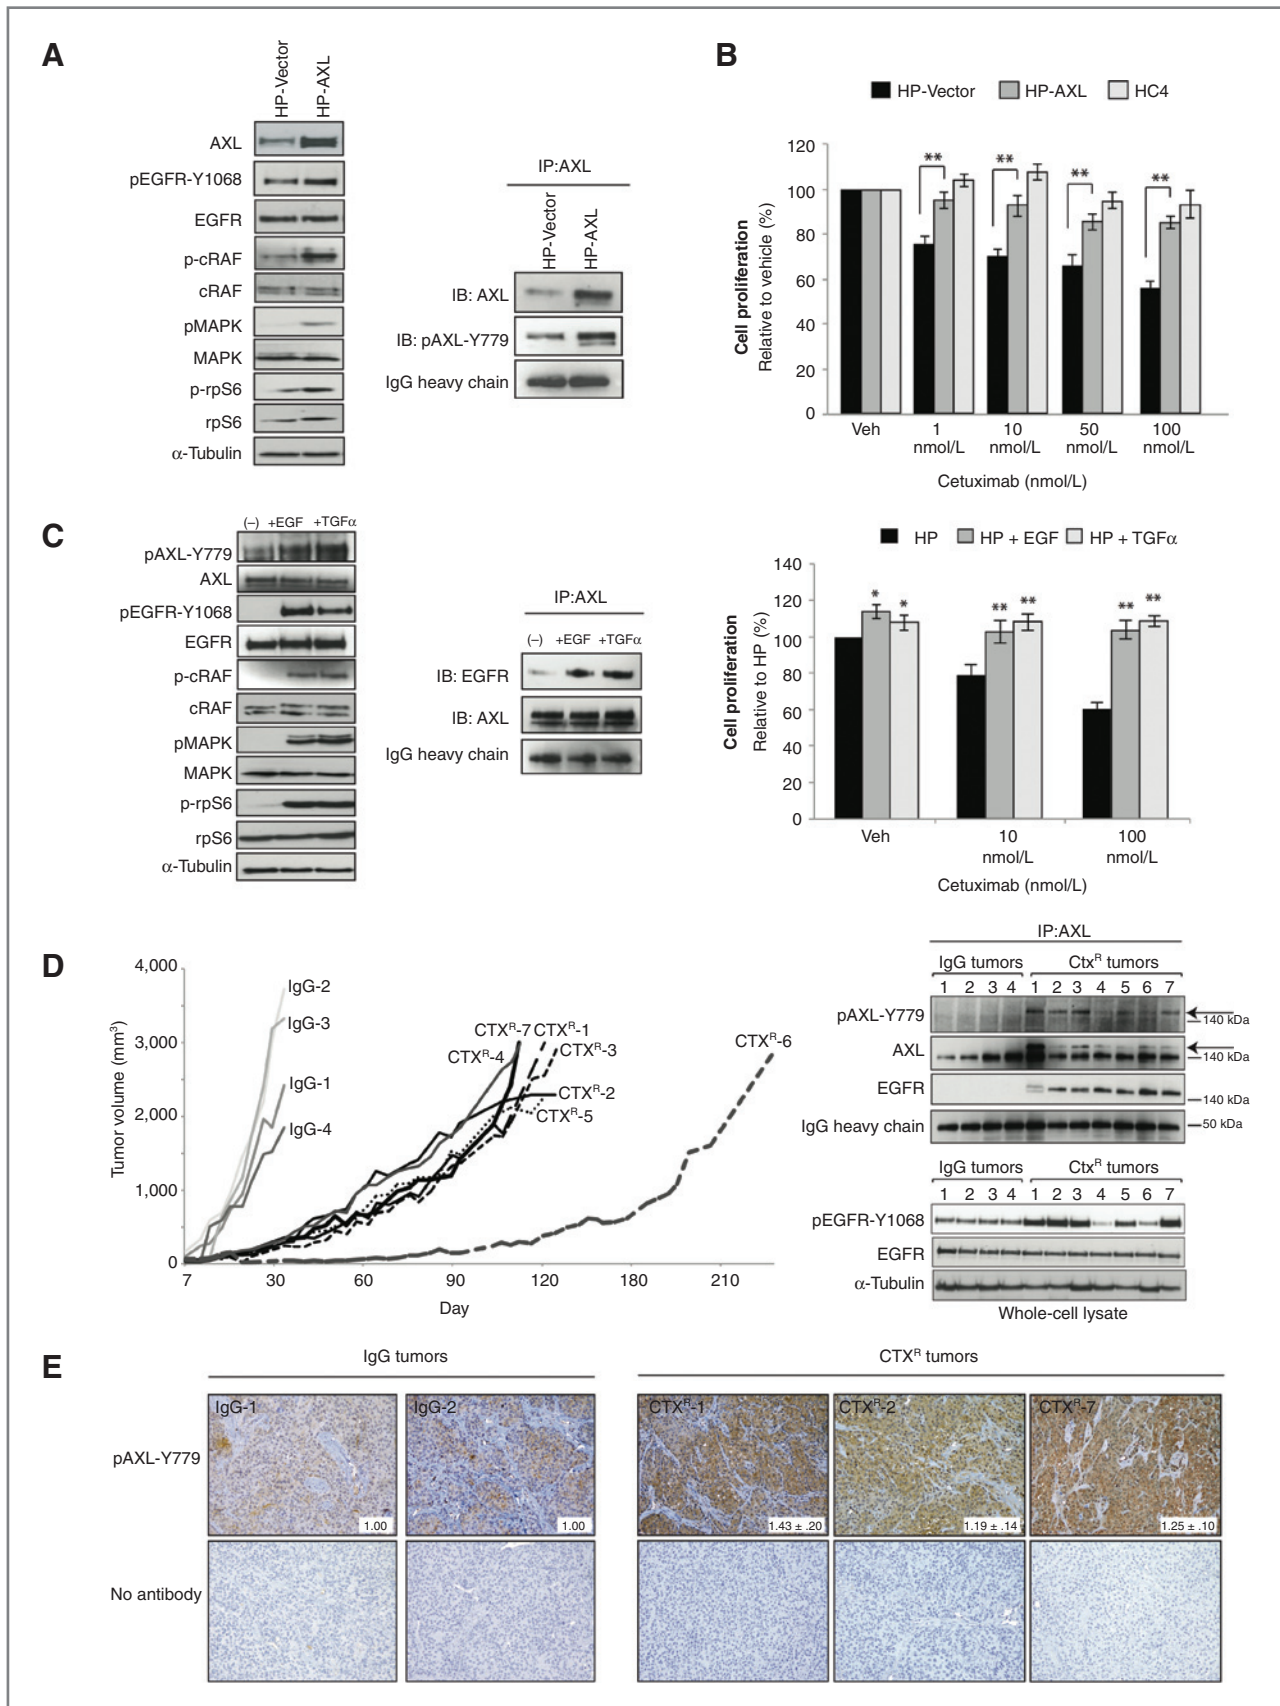 A
HP-Vector
HP-AXL
AXL
pEGFR-Y1068
EGFR
p-cRAF
cRAF
pMAPK
MAPK
p-rpS6
rpS6
α-Tubulin
IP:AXL
HP-Vector
HP-AXL
IB: AXL
IB: pAXL-Y779
IgG heavy chain
B
HP-Vector HP-AXL HC4
Cell proliferation
Relative to vehicle (%)
120
100
80
60
40
20
0
** ** ** **
Veh 1 10 50 100
nmol/L nmol/L nmol/L nmol/L
Cetuximab (nmol/L)
C
(–) +EGF +TGFα
pAXL-Y779
AXL
pEGFR-Y1068
EGFR
p-cRAF
cRAF
pMAPK
MAPK
p-rpS6
rpS6
α-Tubulin
IP:AXL
(–) +EGF +TGFα
IB: EGFR
IB: AXL
IgG heavy chain
HP HP + EGF HP + TGFα
Cell proliferation
Relative to HP (%)
140
120
100
80
60
40
20
0
* * ** ** ** **
Veh 10 100
nmol/L nmol/L
Cetuximab (nmol/L)
D
Tumor volume (mm³)
4,000
3,000
2,000
1,000
0
7 30 60 90 120 180 210
Day
IgG-2
IgG-3
IgG-1
IgG-4
CTXᴿ-7
CTXᴿ-1
CTXᴿ-4
CTXᴿ-3
CTXᴿ-2
CTXᴿ-5
CTXᴿ-6
IP:AXL
IgG tumors Ctxᴿ tumors
1 2 3 4 1 2 3 4 5 6 7
pAXL-Y779
140 kDa
AXL
140 kDa
EGFR
140 kDa
IgG heavy chain
50 kDa
IgG tumors Ctxᴿ tumors
1 2 3 4 1 2 3 4 5 6 7
pEGFR-Y1068
EGFR
α-Tubulin
Whole-cell lysate
E
IgG tumors CTXᴿ tumors
IgG-1 IgG-2 CTXᴿ-1 CTXᴿ-2 CTXᴿ-7
pAXL-Y779
1.00 1.00 1.43 ± .20 1.19 ± .14 1.25 ± .10
No antibody